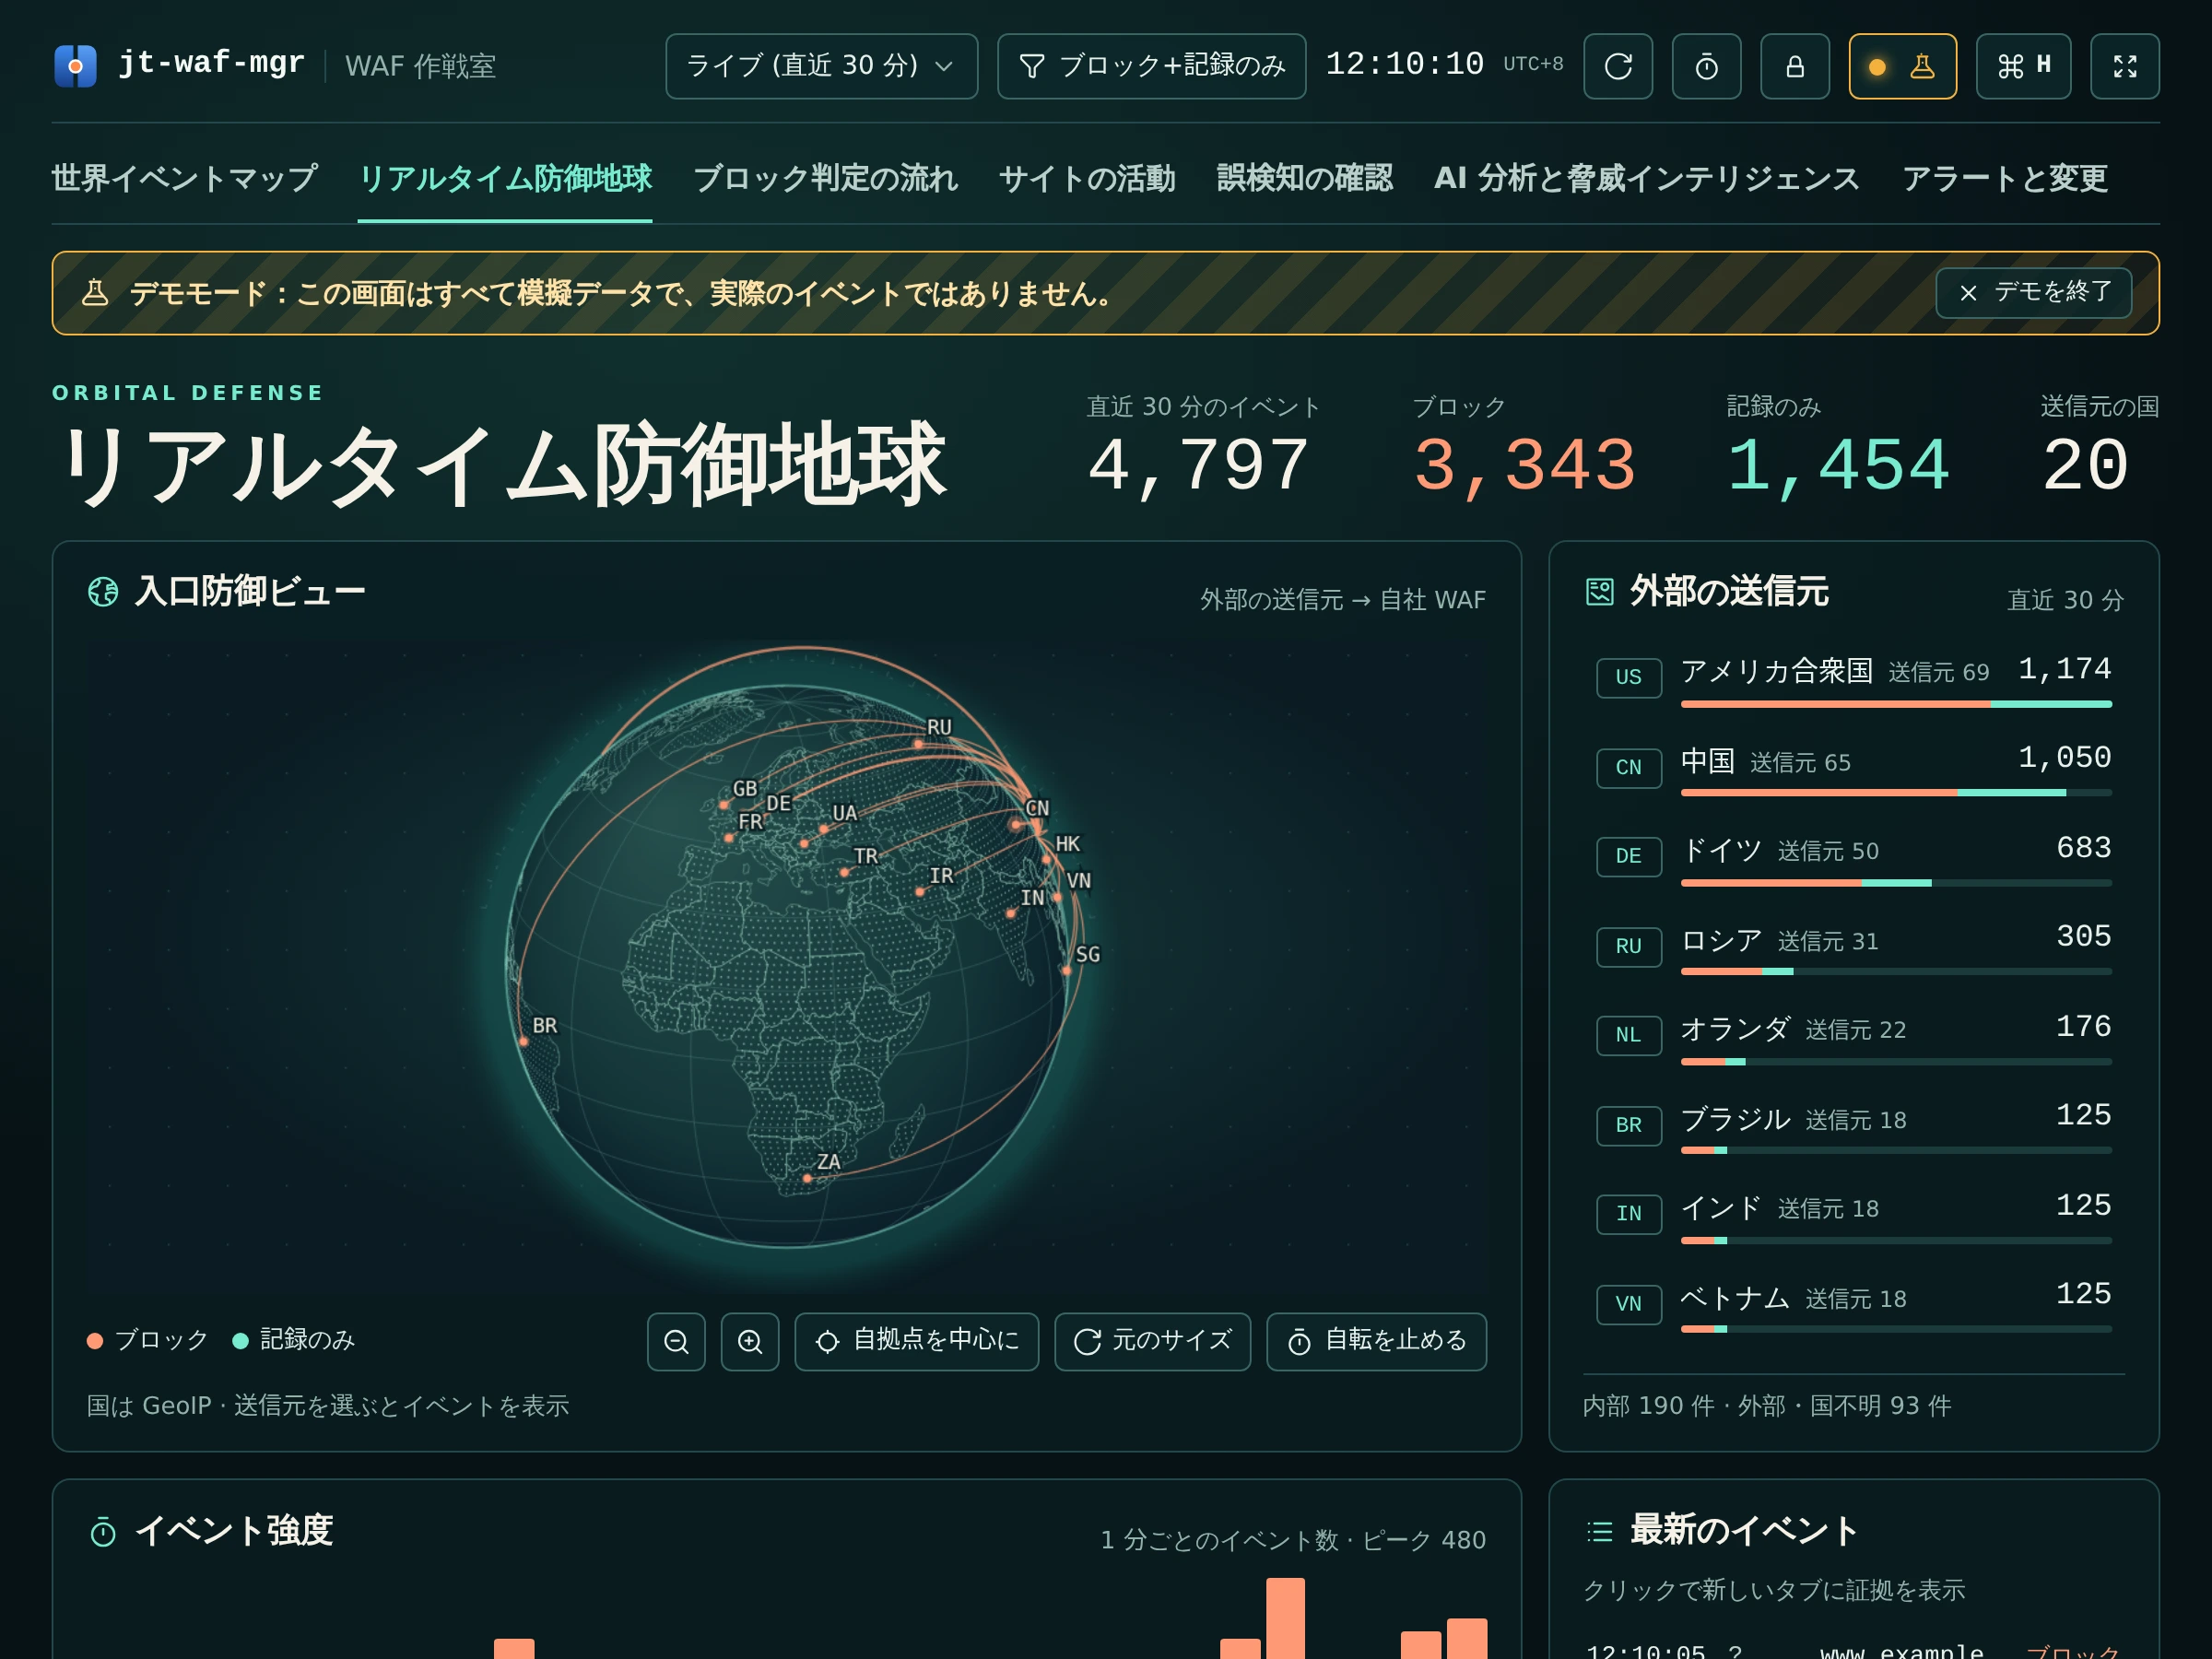 jt-waf-mgr WAF 作戦室 ライブ (直近 30 分) ブロック+記録のみ 12:10:10 UTC+8 ⌘ H
世界イベントマップ リアルタイム防御地球 ブロック判定の流れ サイトの活動 誤検知の確認 AI 分析と脅威インテリジェンス アラートと変更
デモモード：この画面はすべて模擬データで、実際のイベントではありません。 デモを終了
ORBITAL DEFENSE
リアルタイム防御地球
直近 30 分のイベント ブロック 記録のみ 送信元の国
4,797 3,343 1,454 20
入口防御ビュー 外部の送信元 → 自社 WAF
RU
GB
DE
FR
UA
CN
HK
TR
IR
VN
IN
SG
BR
ZA
ブロック 記録のみ 自拠点を中心に 元のサイズ 自転を止める
国は GeoIP · 送信元を選ぶとイベントを表示
外部の送信元 直近 30 分
US アメリカ合衆国 送信元 69 1,174
CN 中国 送信元 65 1,050
DE ドイツ 送信元 50 683
RU ロシア 送信元 31 305
NL オランダ 送信元 22 176
BR ブラジル 送信元 18 125
IN インド 送信元 18 125
VN ベトナム 送信元 18 125
内部 190 件 · 外部・国不明 93 件
イベント強度 1 分ごとのイベント数 · ピーク 480
最新のイベント
クリックで新しいタブに証拠を表示
12:10:05 ? www.example ブロック